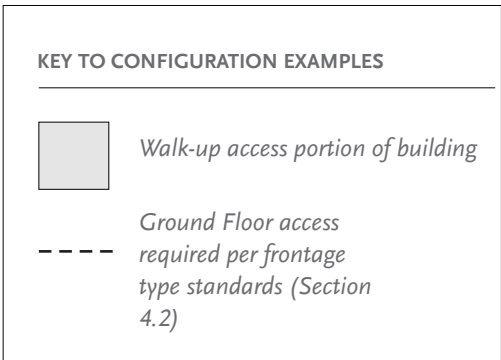 KEY TO CONFIGURATION EXAMPLES
Walk-up access portion of building
Ground Floor access
required per frontage
type standards (Section
4.2)